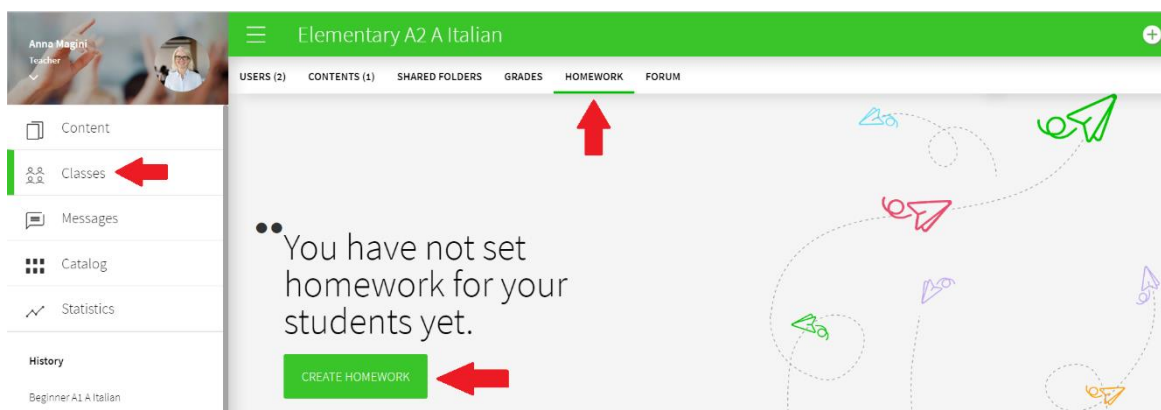 Anna Magini
Teacher
Content
Classes
Messages
Catalog
Statistics
History
Beginner A1 A Italian
Elementary A2 A Italian
USERS (2) CONTENTS (1) SHARED FOLDERS GRADES HOMEWORK FORUM
You have not set
homework for your
students yet.
CREATE HOMEWORK